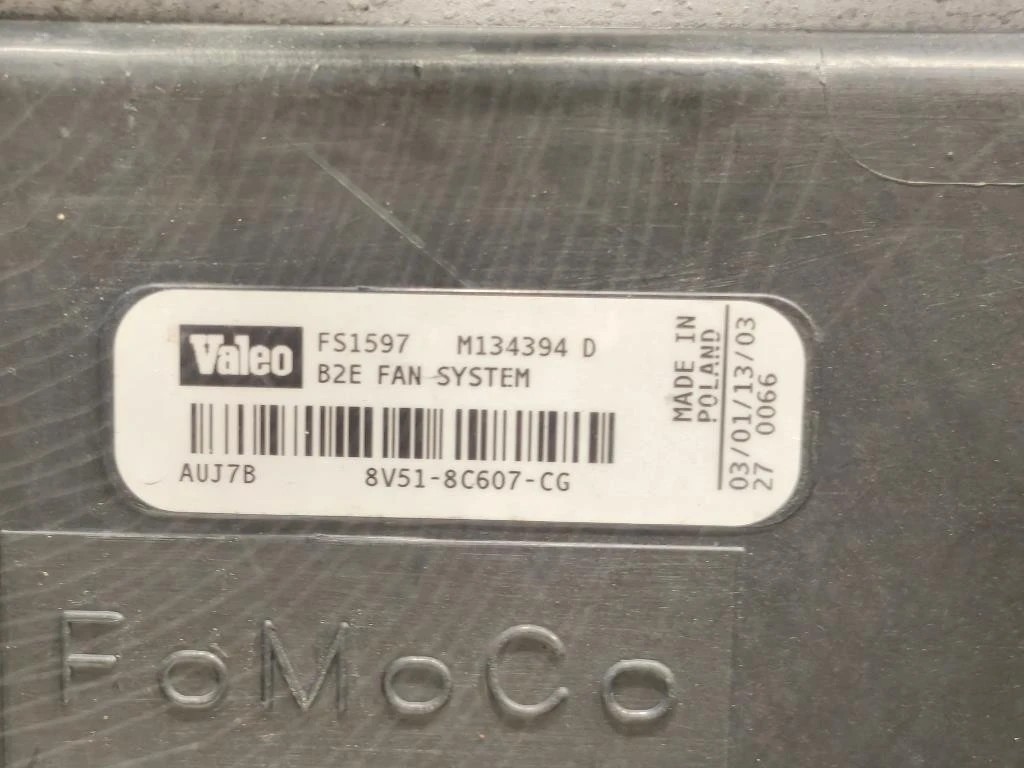 Valeo FS1597 M134394 D
B2E FAN SYSTEM
AUJ7B 8V51-8C607-CG
MADE IN
POLAND
03/01/13/03
27 0066
FoMoCo